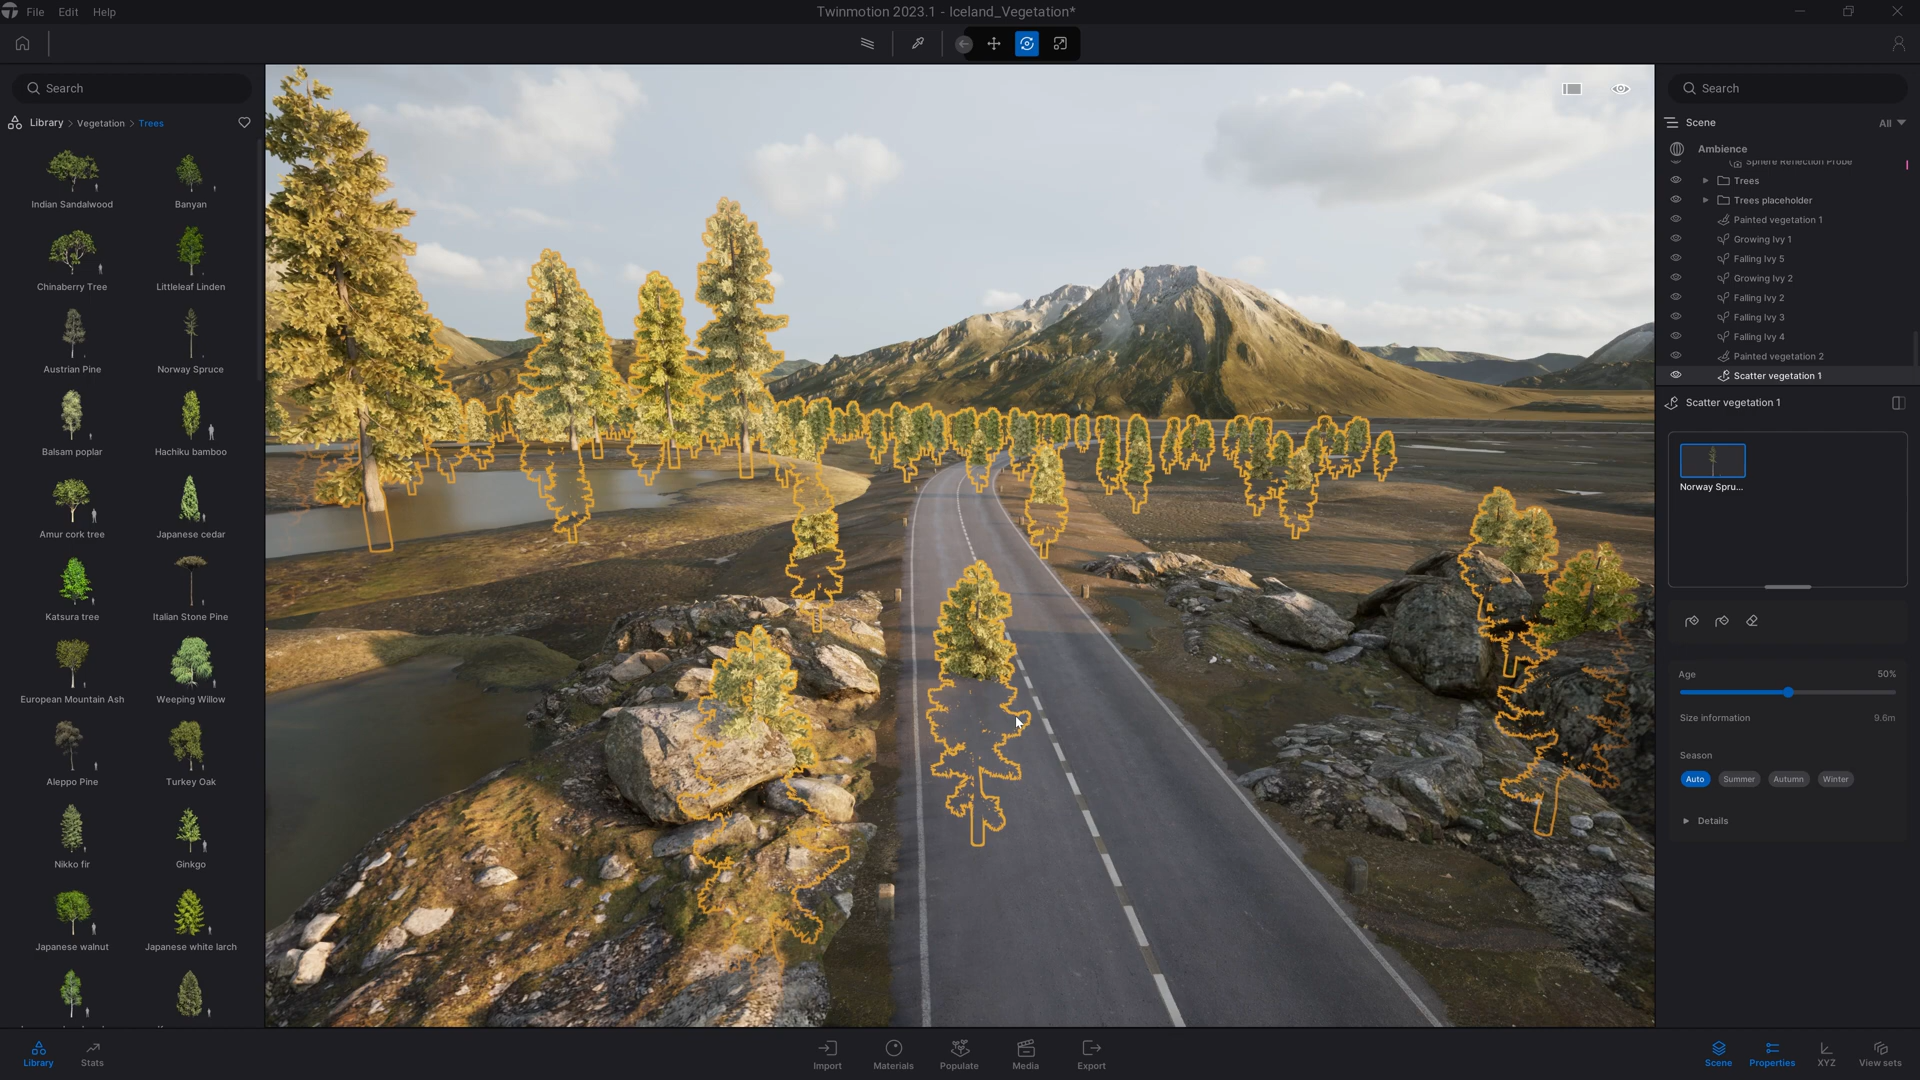 File Edit Help
Twinmotion 2023.1 - Iceland_Vegetation*
Search
Library > Vegetation > Trees
Indian Sandalwood
Banyan
Chinaberry Tree
Littleleaf Linden
Austrian Pine
Norway Spruce
Balsam poplar
Hachiku bamboo
Amur cork tree
Japanese cedar
Katsura tree
Italian Stone Pine
European Mountain Ash
Weeping Willow
Aleppo Pine
Turkey Oak
Nikko fir
Ginkgo
Japanese walnut
Japanese white larch
Search
Scene
All
Ambience
Sphere Reflection Probe
Trees
Trees placeholder
Painted vegetation 1
Growing Ivy 1
Falling Ivy 5
Growing Ivy 2
Falling Ivy 2
Falling Ivy 3
Falling Ivy 4
Painted vegetation 2
Scatter vegetation 1
Scatter vegetation 1
Norway Spru...
Age 50%
Size information 9.6m
Season
Auto Summer Autumn Winter
Details
Library Stats
Import Materials Populate Media Export
Scene Properties XYZ View sets